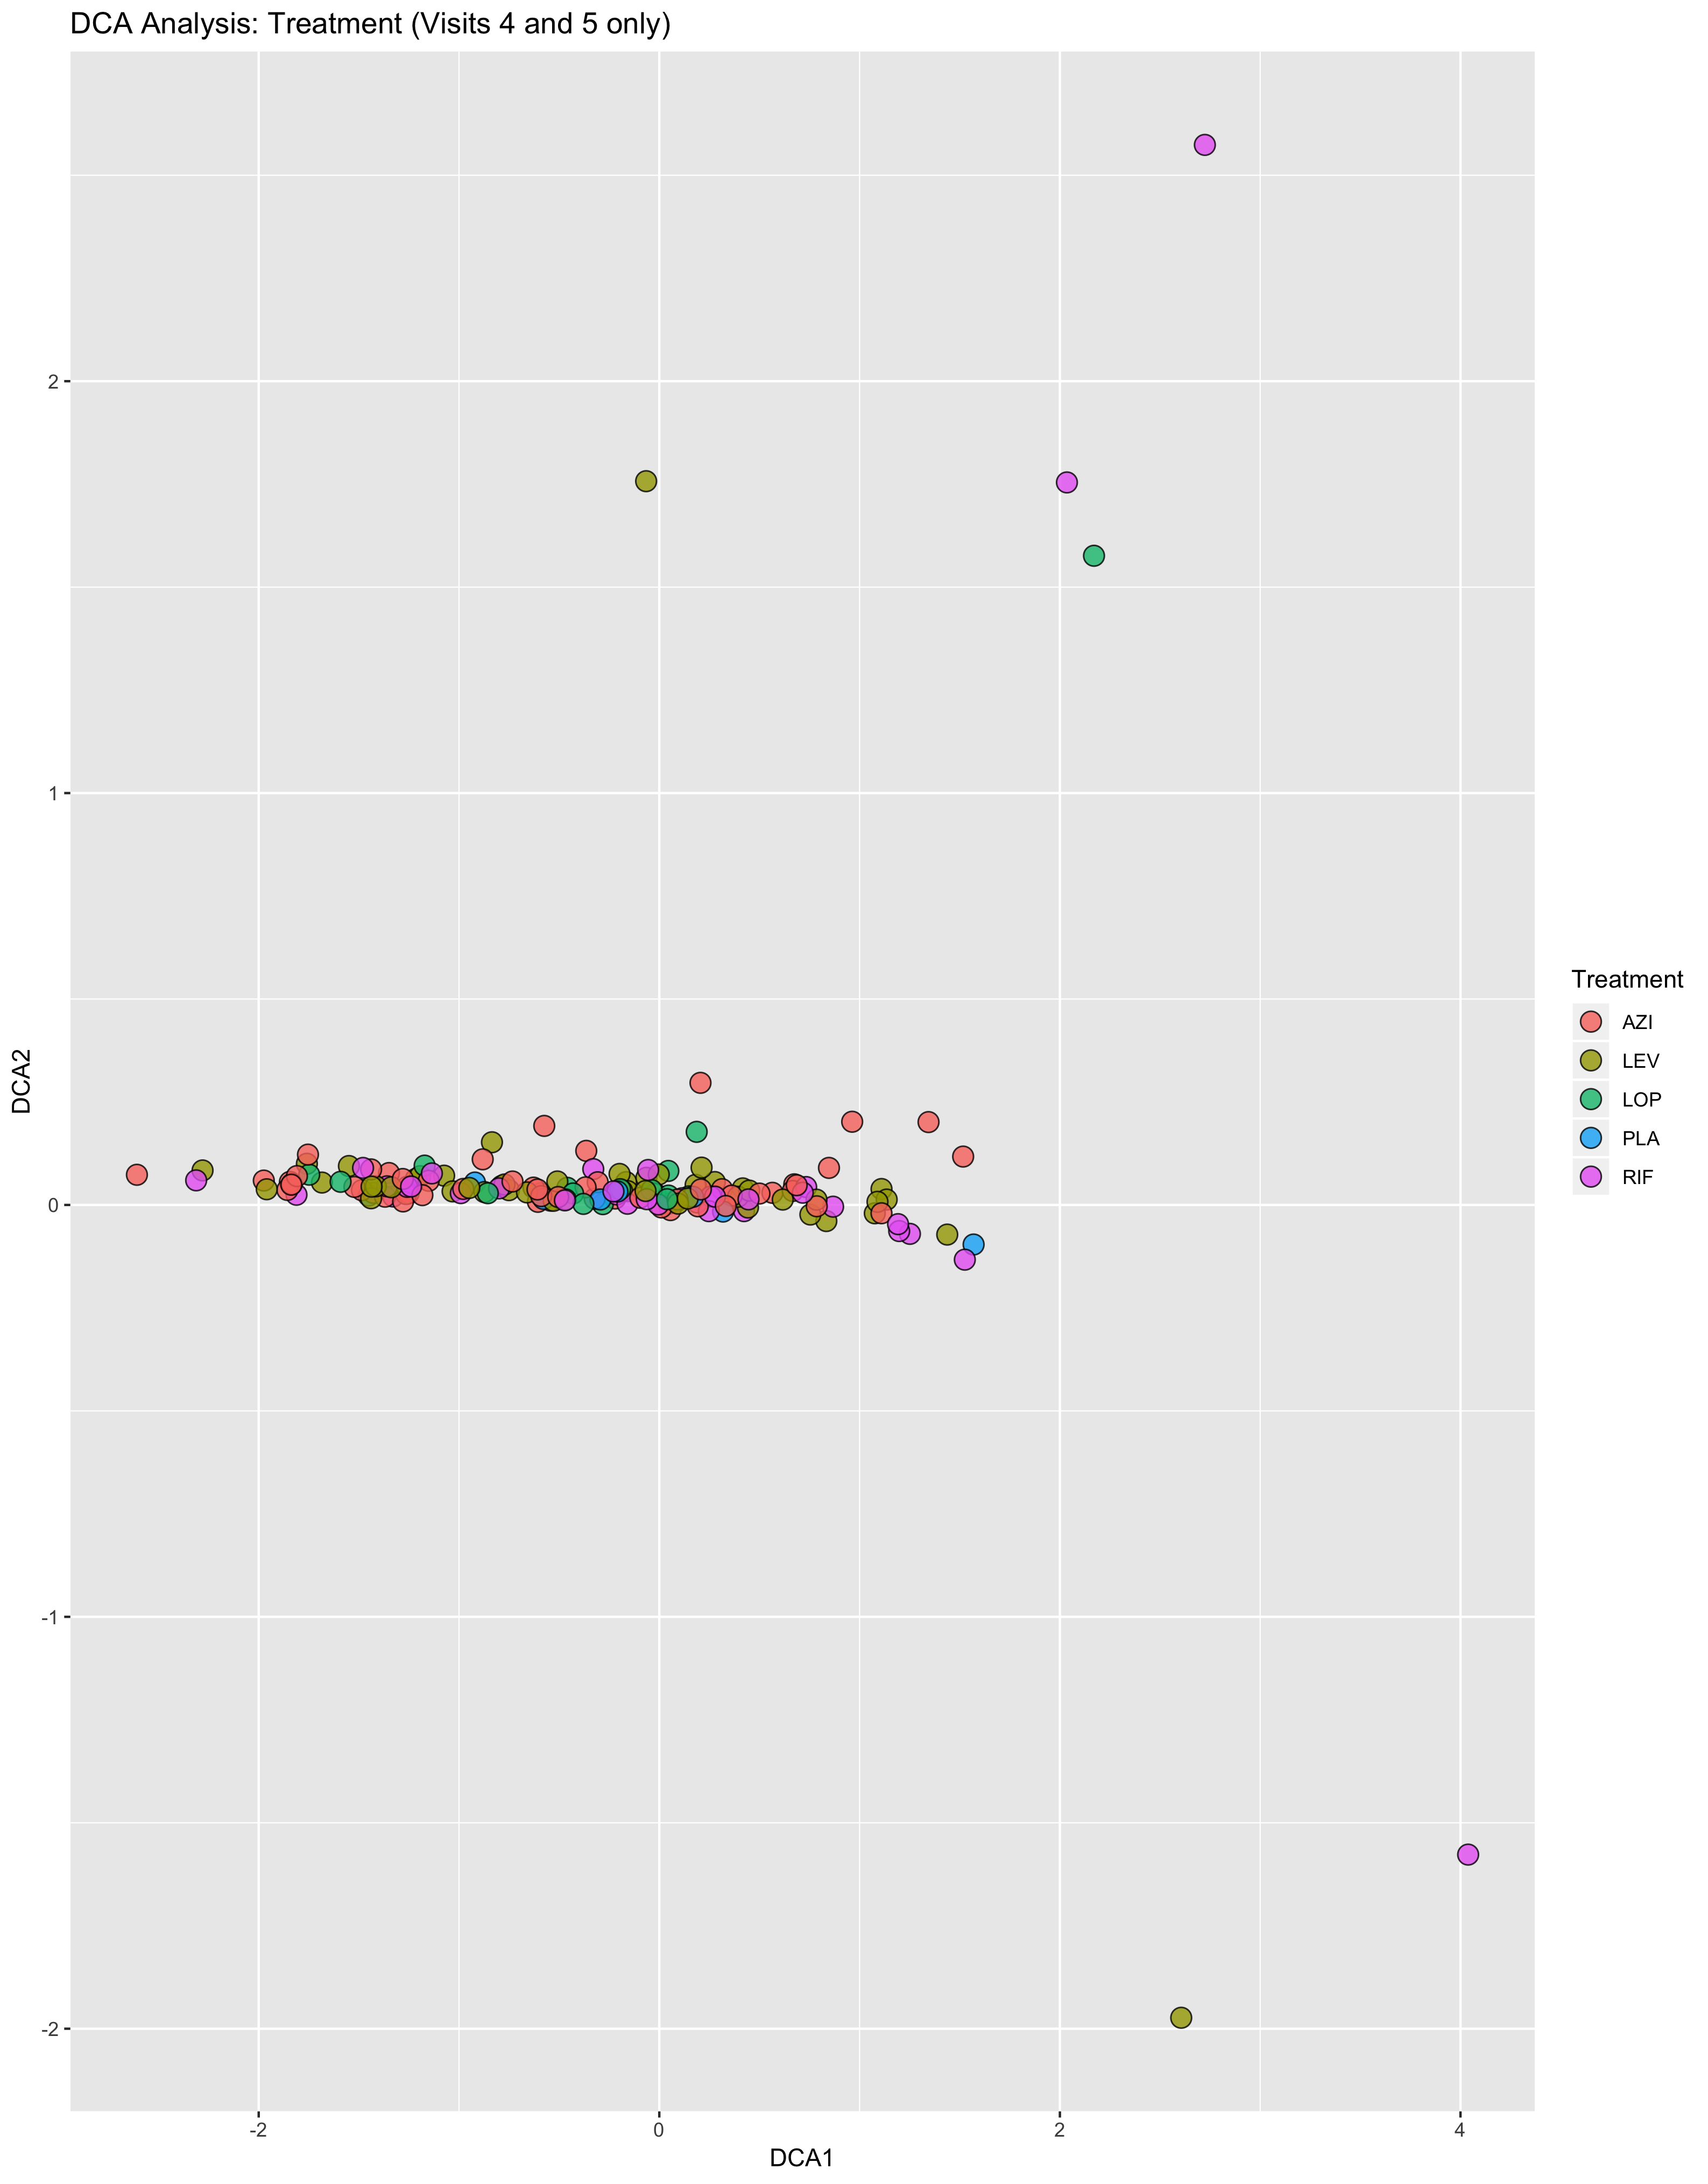 DCA Analysis: Treatment (Visits 4 and 5 only)
2
1
0
-1
-2
DCA2
-2
0
2
4
DCA1
Treatment
AZI
LEV
LOP
PLA
RIF